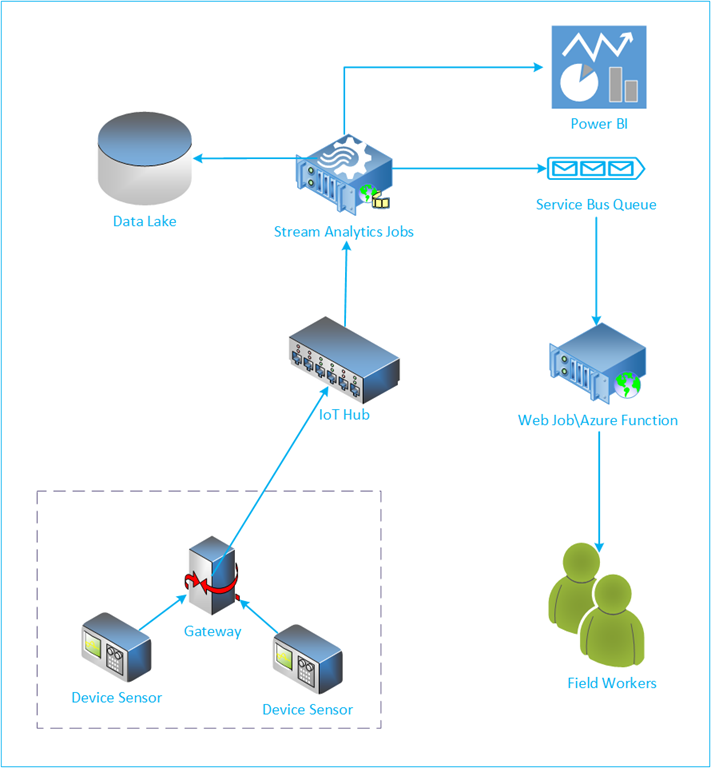 Power BI
Data Lake
Service Bus Queue
Stream Analytics Jobs
IoT Hub
Web Job\Azure Function
Gateway
Device Sensor
Device Sensor
Field Workers